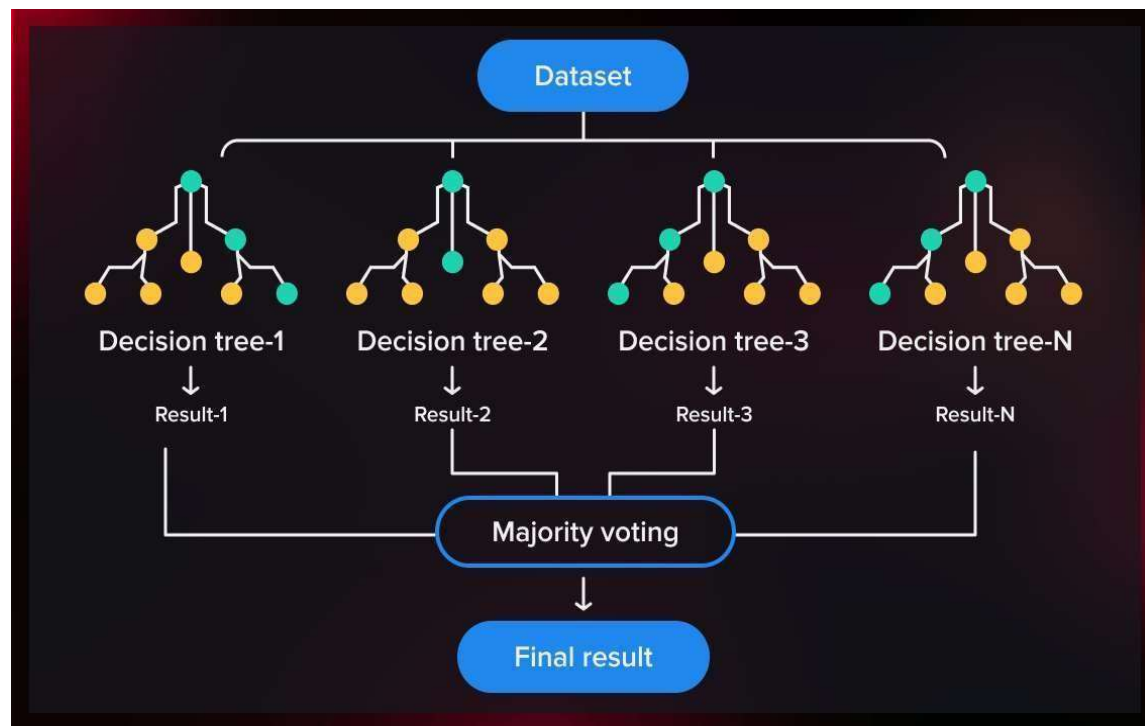 Dataset
Decision tree-1
Decision tree-2
Decision tree-3
Decision tree-N
Result-1
Result-2
Result-3
Result-N
Majority voting
Final result